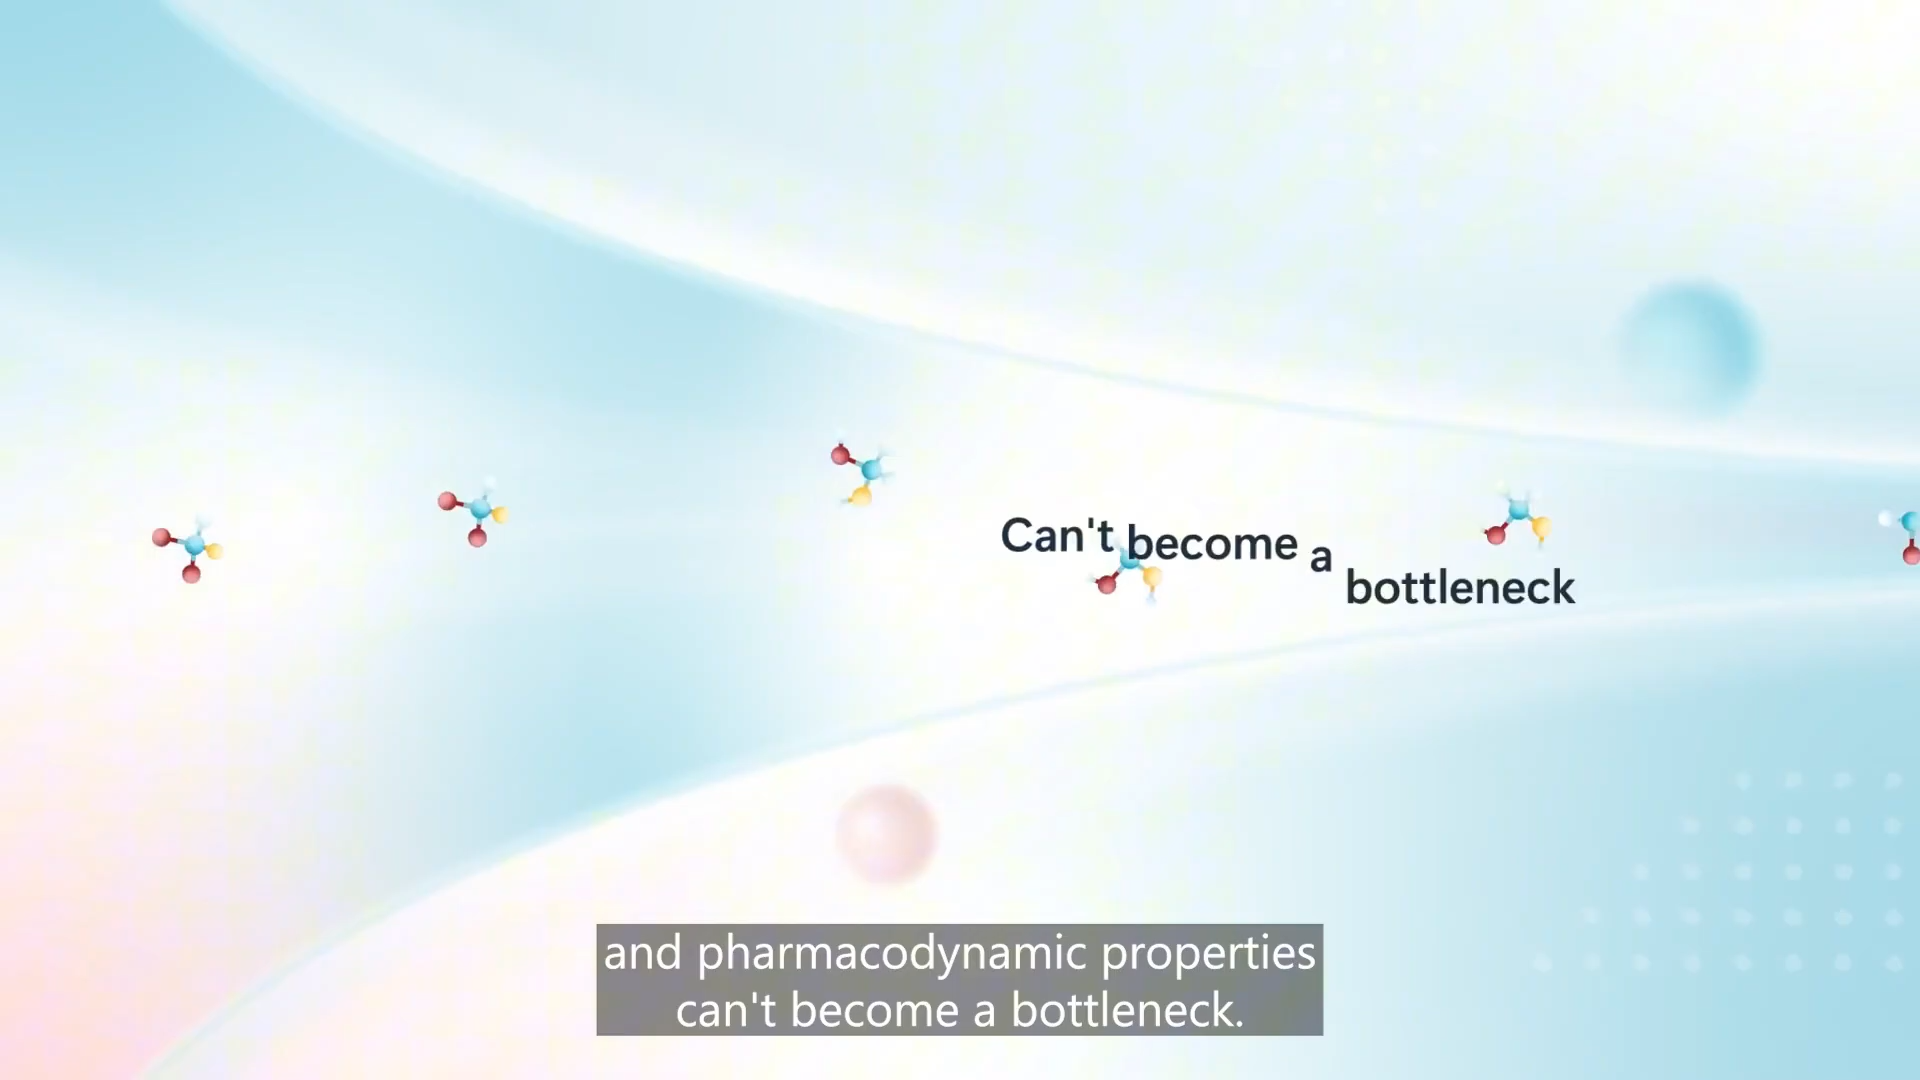 Can't become a
bottleneck
and pharmacodynamic properties
can't become a bottleneck.